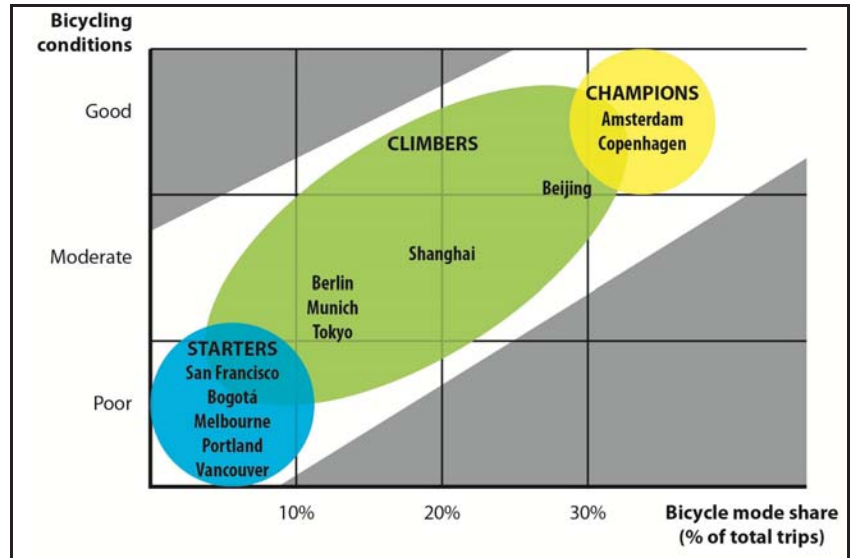 Bicycling
conditions
Good
Moderate
Poor
CHAMPIONS
Amsterdam
Copenhagen
CLIMBERS
Beijing
Shanghai
Berlin
Munich
Tokyo
STARTERS
San Francisco
Bogotá
Melbourne
Portland
Vancouver
10%
20%
30%
Bicycle mode share
(% of total trips)